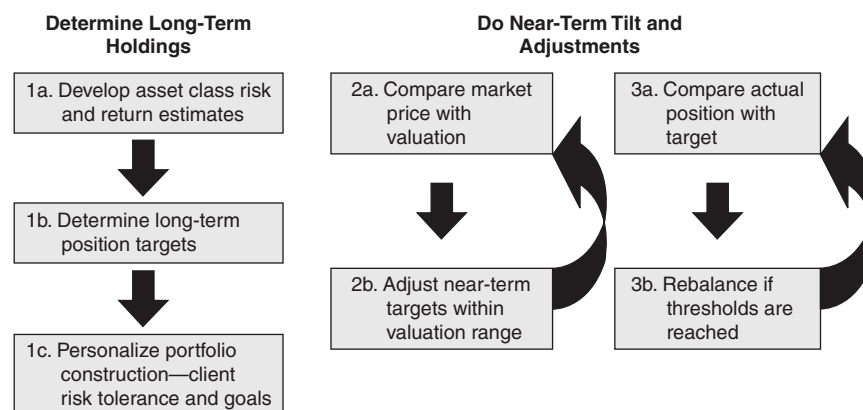 Determine Long-Term
Holdings
1a. Develop asset class risk
and return estimates
1b. Determine long-term
position targets
1c. Personalize portfolio
construction—client
risk tolerance and goals
Do Near-Term Tilt and
Adjustments
2a. Compare market
price with
valuation
2b. Adjust near-term
targets within
valuation range
3a. Compare actual
position with
target
3b. Rebalance if
thresholds are
reached